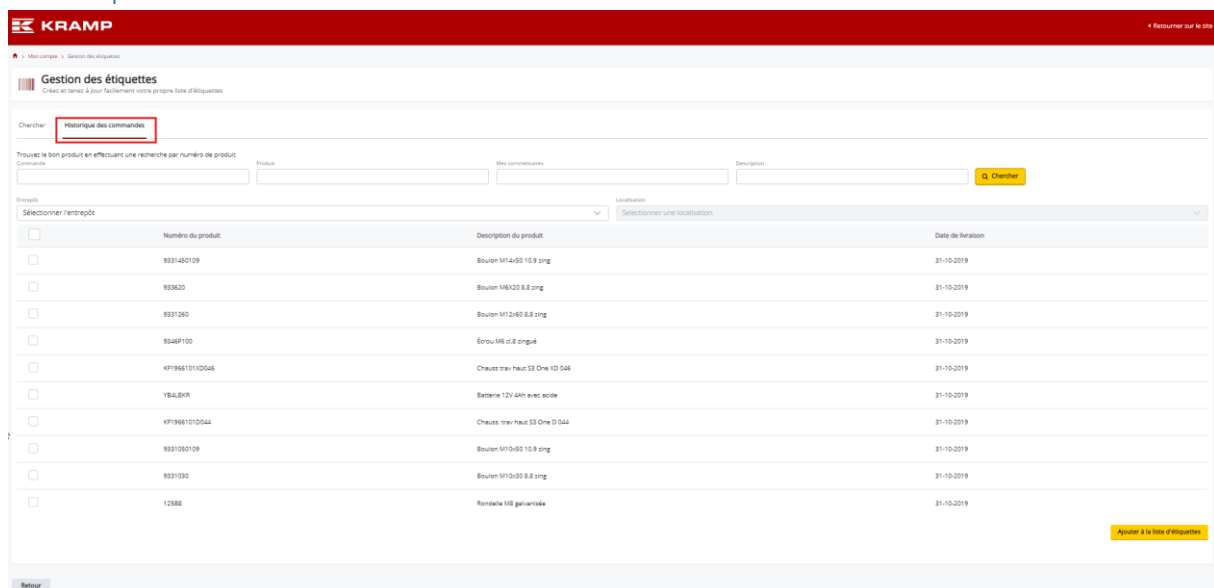 KRAMP
Retourner sur le site
> Mon compte > Gestion des étiquettes
Gestion des étiquettes
Créez et tenez à jour facilement votre propre liste d'étiquettes
Chercher Historique des commandes
Trouvez le bon produit en effectuant une recherche par numéro de produit
Commande Produit Mes commentaires Description
Chercher
Entrepôt Localisation
Sélectionner l'entrepôt Selectionner une localisation
Numéro du produit Description du produit Date de livraison
9331450109 Boulon M14x50 10.9 zing 31-10-2019
933620 Boulon M6X20 8.8 zing 31-10-2019
9331260 Boulon M12x60 8.8 zing 31-10-2019
9346P100 Écrou M6 cl.8 zingué 31-10-2019
KF1966101XD046 Chauss trav haut S3 One XD 046 31-10-2019
YB4LBKR Batterie 12V 4Ah avec acide 31-10-2019
KF1966101D044 Chauss. trav haut S3 One D 044 31-10-2019
9331050109 Boulon M10x50 10.9 zing 31-10-2019
9331030 Boulon M10x30 8.8 zing 31-10-2019
125B8 Rondelle M8 galvanisée 31-10-2019
Ajouter à la liste d'étiquettes
Retour